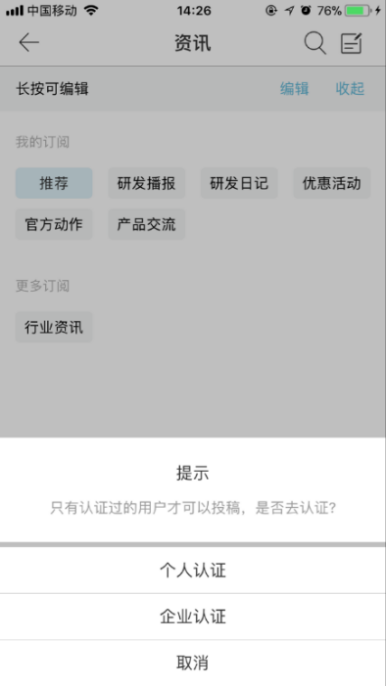 中国移动 14:26 76%
资讯
长按可编辑 编辑 收起
我的订阅
推荐 研发播报 研发日记 优惠活动
官方动作 产品交流
更多订阅
行业资讯
提示
只有认证过的用户才可以投稿，是否去认证？
个人认证
企业认证
取消